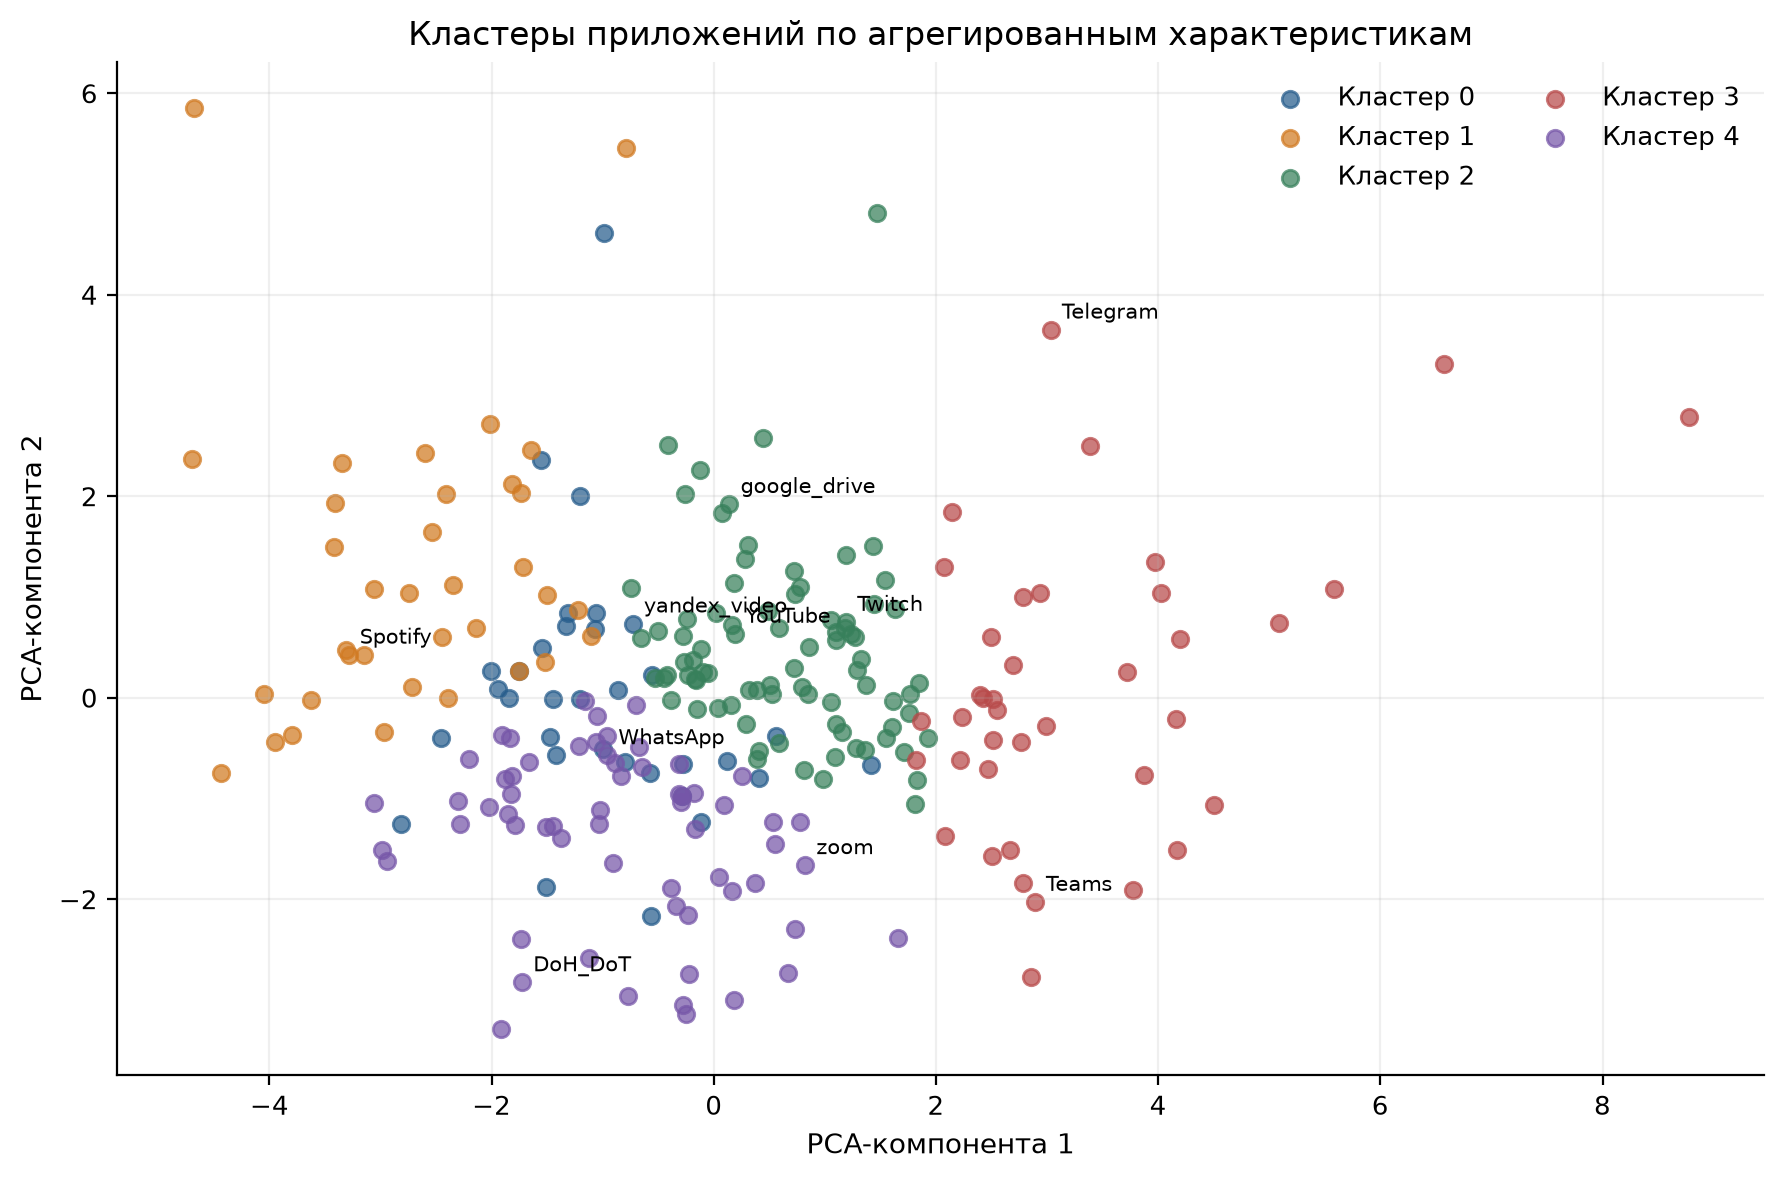 Кластеры приложений по агрегированным характеристикам
Кластер 0
Кластер 1
Кластер 2
Кластер 3
Кластер 4
PCA-компонента 2
6
4
2
0
−2
Telegram
google_drive
yandex_video
YouTube
Twitch
Spotify
WhatsApp
zoom
Teams
DoH_DoT
−4
−2
0
2
4
6
8
PCA-компонента 1